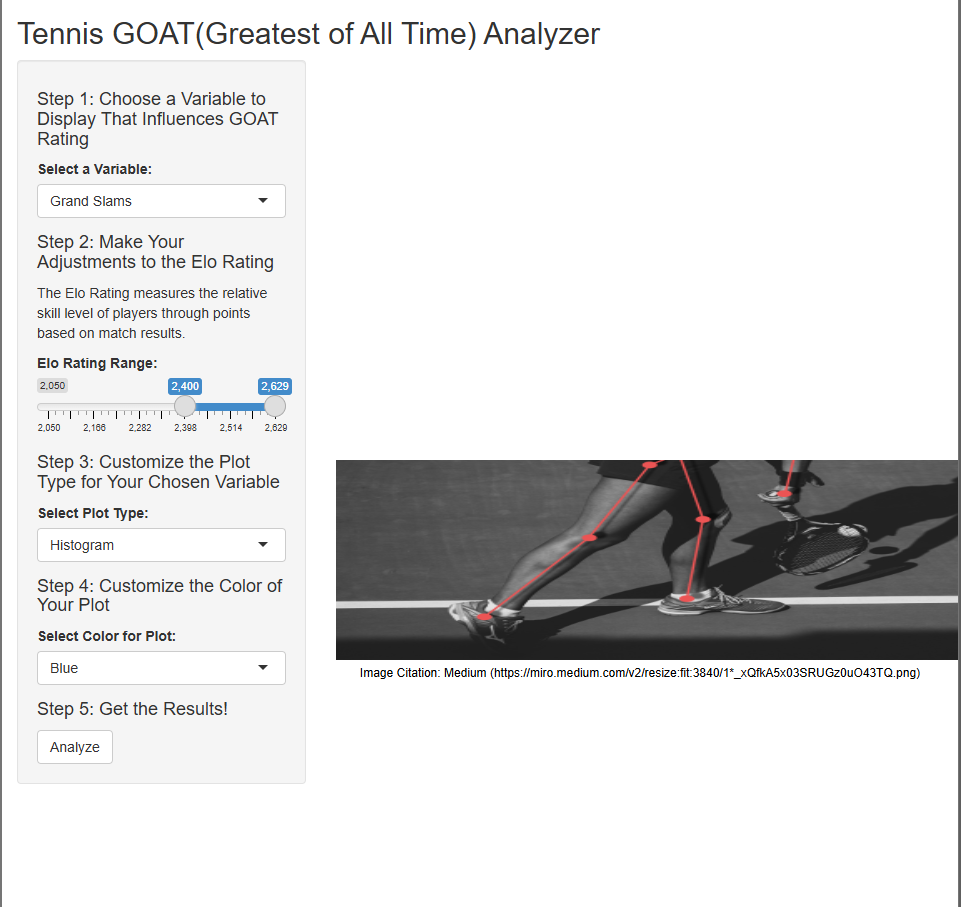 Tennis GOAT(Greatest of All Time) Analyzer
Step 1: Choose a Variable to
Display That Influences GOAT
Rating
Select a Variable:
Grand Slams
Step 2: Make Your
Adjustments to the Elo Rating
The Elo Rating measures the relative
skill level of players through points
based on match results.
Elo Rating Range:
2,050 2,400 2,629
2,050 2,166 2,282 2,398 2,514 2,629
Step 3: Customize the Plot
Type for Your Chosen Variable
Select Plot Type:
Histogram
Step 4: Customize the Color of
Your Plot
Select Color for Plot:
Blue
Step 5: Get the Results!
Analyze
Image Citation: Medium (https://miro.medium.com/v2/resize:fit:3840/1*_xQfkA5x03SRUGz0uO43TQ.png)